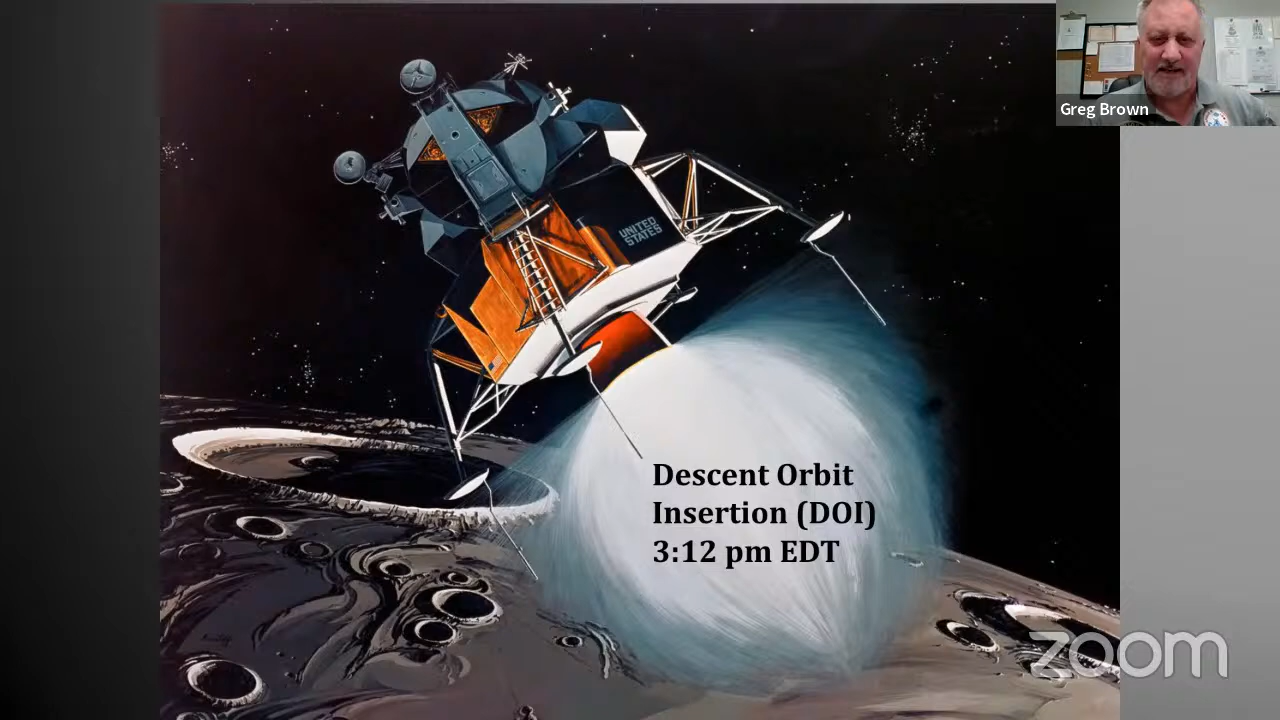 Greg Brown
UNITED
STATES
Descent Orbit
Insertion (DOI)
3:12 pm EDT
zoom